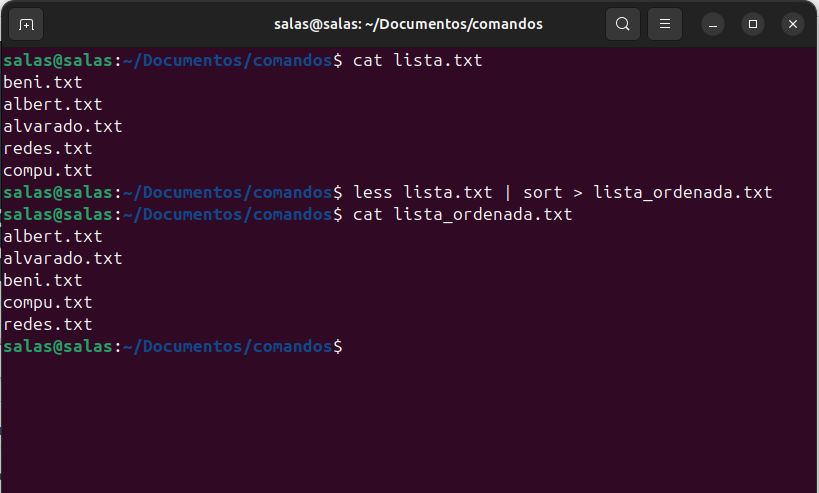 salas@salas: ~/Documentos/comandos
salas@salas:~/Documentos/comandos$ cat lista.txt
beni.txt
albert.txt
alvarado.txt
redes.txt
compu.txt
salas@salas:~/Documentos/comandos$ less lista.txt | sort > lista_ordenada.txt
salas@salas:~/Documentos/comandos$ cat lista_ordenada.txt
albert.txt
alvarado.txt
beni.txt
compu.txt
redes.txt
salas@salas:~/Documentos/comandos$